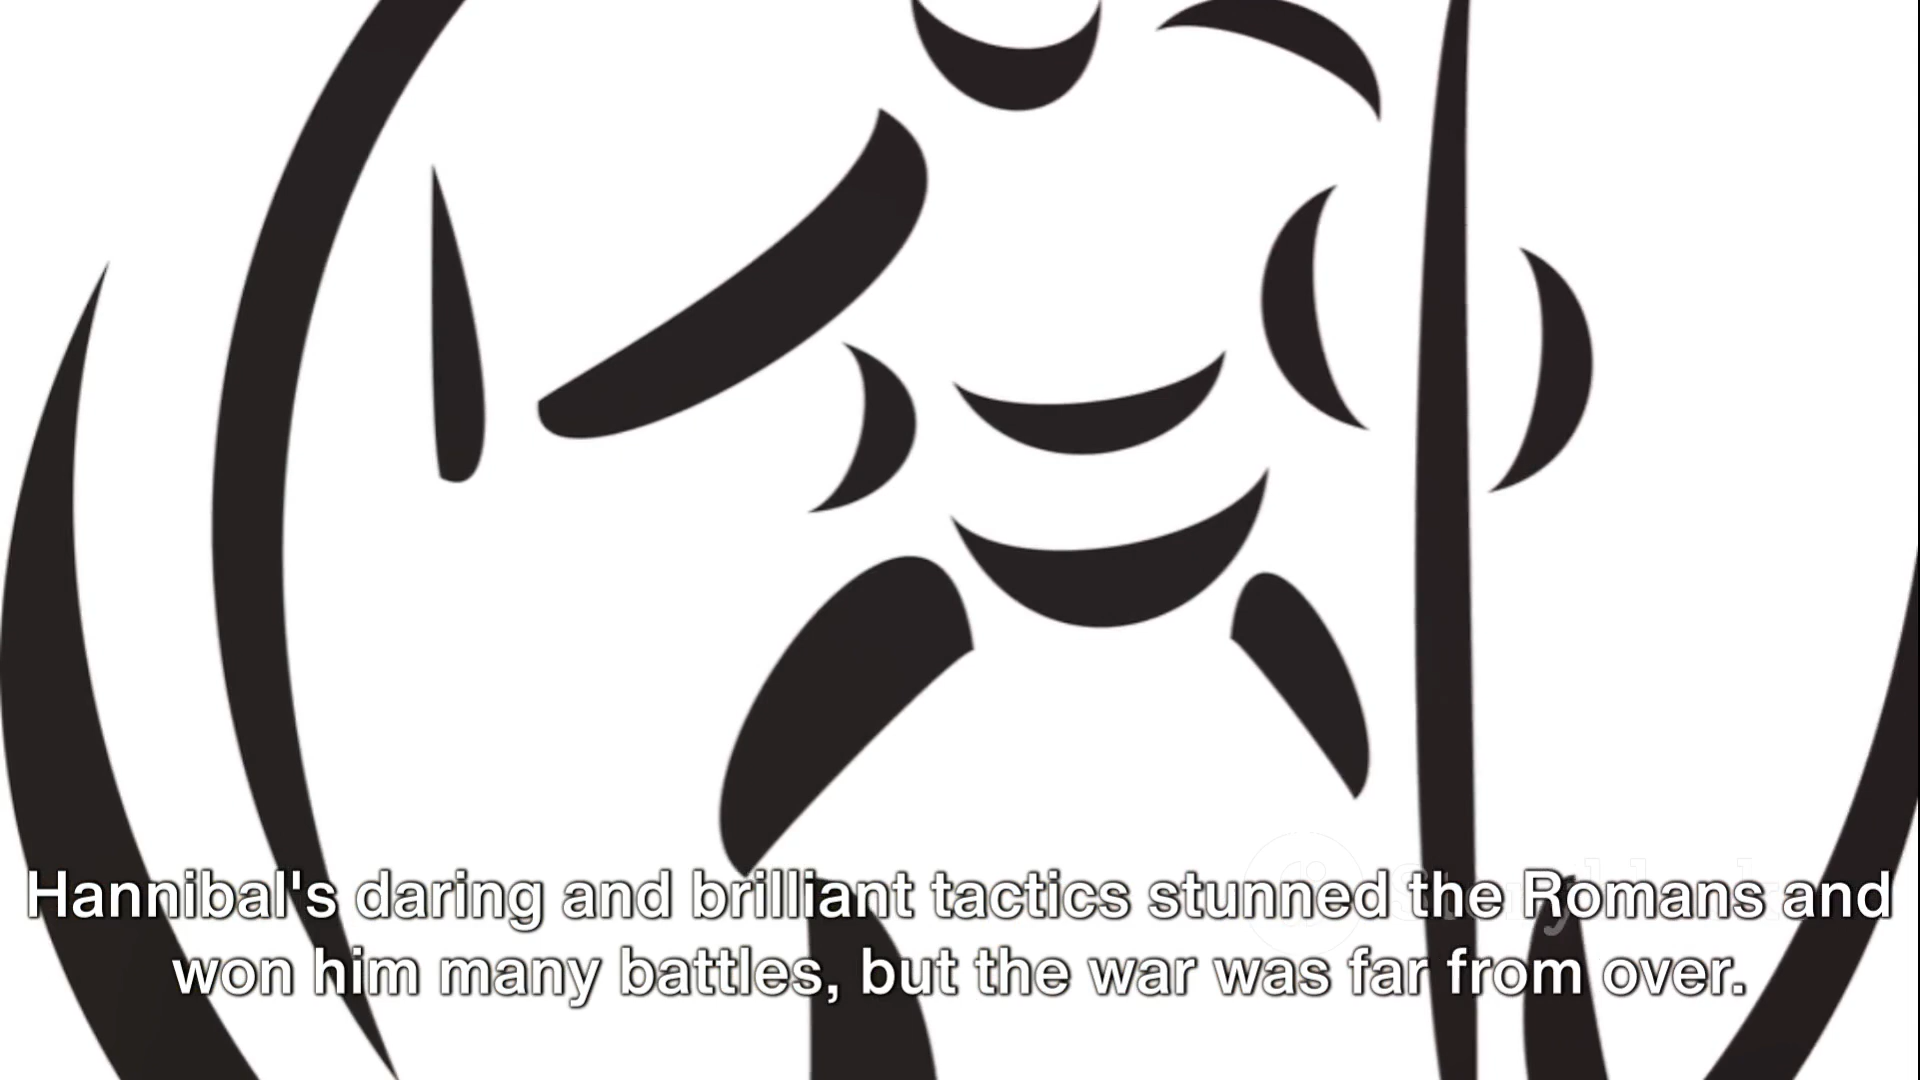 Hannibal's daring and brilliant tactics stunned the Romans and
won him many battles, but the war was far from over.